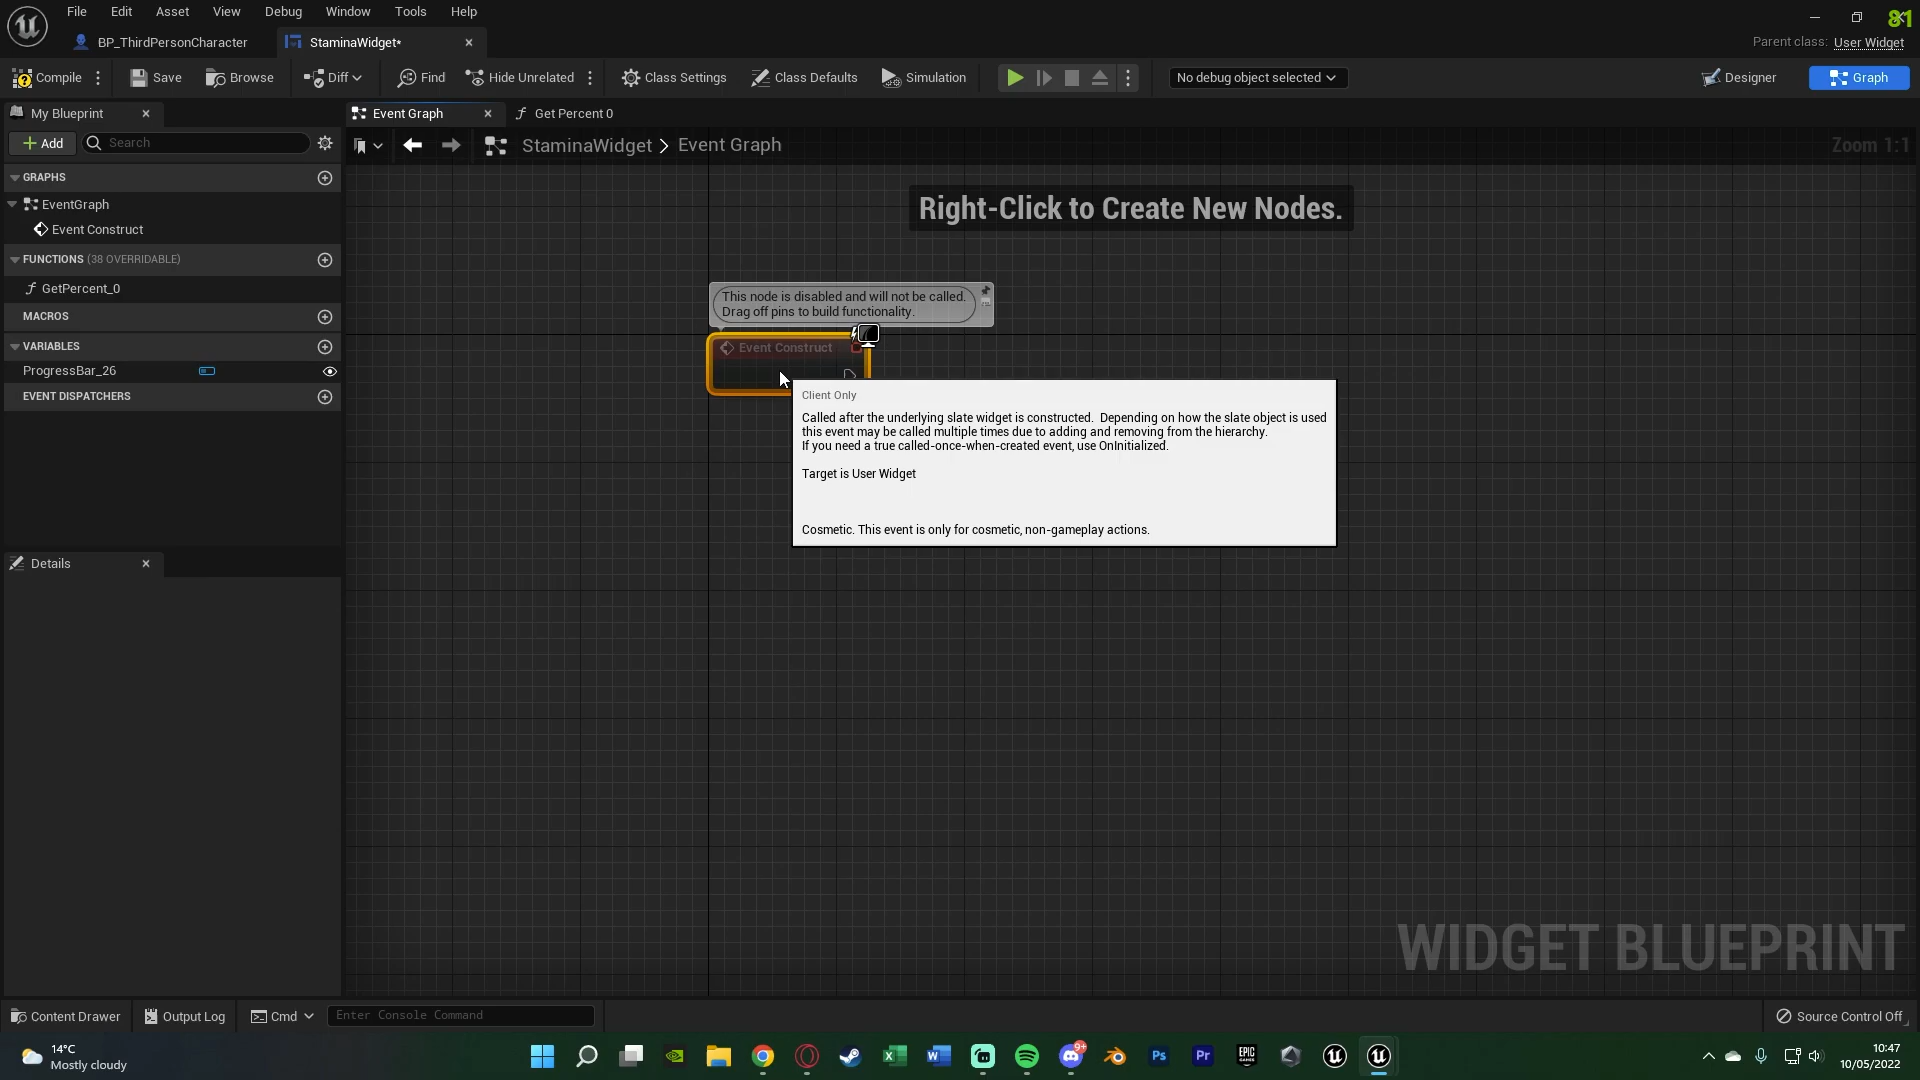 File Edit Asset View Debug Window Tools Help
81
BP_ThirdPersonCharacter
StaminaWidget*
Parent class: User Widget
Compile
Save
Browse
Diff
Find
Hide Unrelated
Class Settings
Class Defaults
Simulation
No debug object selected
Designer
Graph
My Blueprint
Event Graph
Get Percent 0
Add
Search
StaminaWidget > Event Graph
Zoom 1:1
GRAPHS
EventGraph
Event Construct
FUNCTIONS (38 OVERRIDABLE)
GetPercent_0
MACROS
VARIABLES
ProgressBar_26
EVENT DISPATCHERS
Details
Right-Click to Create New Nodes.
This node is disabled and will not be called.
Drag off pins to build functionality.
Event Construct
Client Only
Called after the underlying slate widget is constructed. Depending on how the slate object is used
this event may be called multiple times due to adding and removing from the hierarchy.
If you need a true called-once-when-created event, use OnInitialized.
Target is User Widget
Cosmetic. This event is only for cosmetic, non-gameplay actions.
WIDGET BLUEPRINT
Content Drawer
Output Log
Cmd
Enter Console Command
Source Control Off
14°C
Mostly cloudy
9+
Ps
Pr
EPIC
GAMES
10:47
10/05/2022